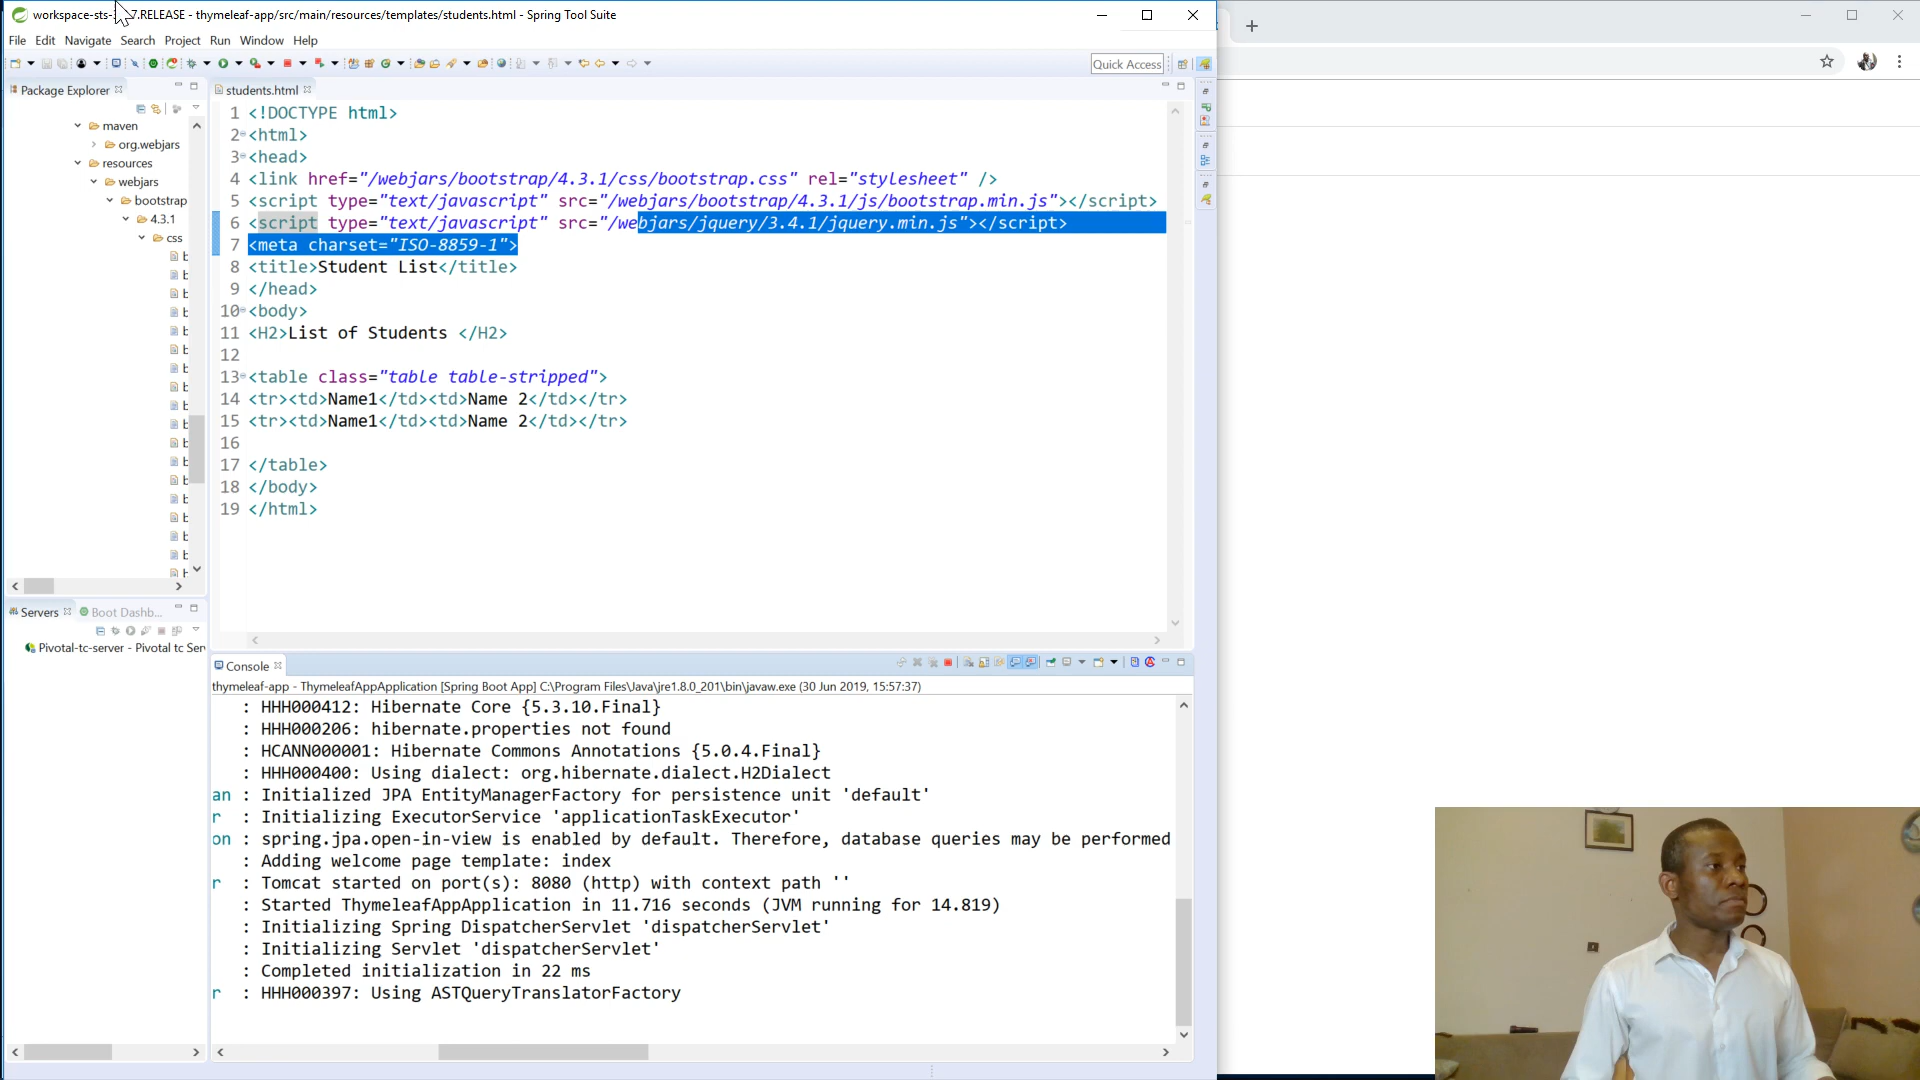 workspace-sts-3 7.RELEASE - thymeleaf-app/src/main/resources/templates/students.html - Spring Tool Suite
File Edit Navigate Search Project Run Window Help
Quick Access
Package Explorer
maven
org.webjars
resources
webjars
bootstrap
4.3.1
css
students.html
1 <!DOCTYPE html>
2 <html>
3 <head>
4 <link href="/webjars/bootstrap/4.3.1/css/bootstrap.css" rel="stylesheet" />
5 <script type="text/javascript" src="/webjars/bootstrap/4.3.1/js/bootstrap.min.js"></script>
6 <script type="text/javascript" src="/webjars/jquery/3.4.1/jquery.min.js"></script>
7 <meta charset="ISO-8859-1">
8 <title>Student List</title>
9 </head>
10 <body>
11 <H2>List of Students </H2>
12
13 <table class="table table-stripped">
14 <tr><td>Name1</td><td>Name 2</td></tr>
15 <tr><td>Name1</td><td>Name 2</td></tr>
16
17 </table>
18 </body>
19 </html>
Servers Boot Dashb...
Pivotal-tc-server - Pivotal tc Ser
Console
thymeleaf-app - ThymeleafAppApplication [Spring Boot App] C:\Program Files\Java\jre1.8.0_201\bin\javaw.exe (30 Jun 2019, 15:57:37)
: HHH000412: Hibernate Core {5.3.10.Final}
: HHH000206: hibernate.properties not found
: HCANN000001: Hibernate Commons Annotations {5.0.4.Final}
: HHH000400: Using dialect: org.hibernate.dialect.H2Dialect
an : Initialized JPA EntityManagerFactory for persistence unit 'default'
r : Initializing ExecutorService 'applicationTaskExecutor'
on : spring.jpa.open-in-view is enabled by default. Therefore, database queries may be performed
: Adding welcome page template: index
r : Tomcat started on port(s): 8080 (http) with context path ''
: Started ThymeleafAppApplication in 11.716 seconds (JVM running for 14.819)
: Initializing Spring DispatcherServlet 'dispatcherServlet'
: Initializing Servlet 'dispatcherServlet'
: Completed initialization in 22 ms
r : HHH000397: Using ASTQueryTranslatorFactory